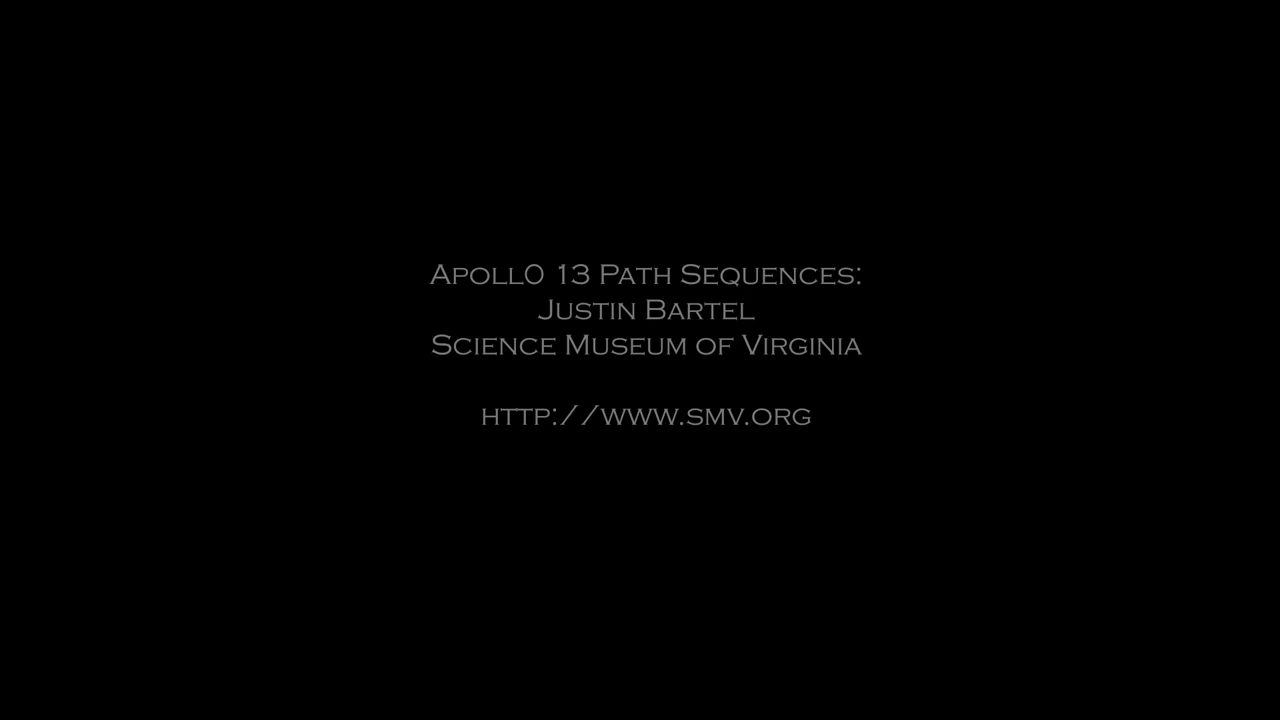 Apoll0 13 Path Sequences:
Justin Bartel
Science Museum of Virginia
http://www.smv.org